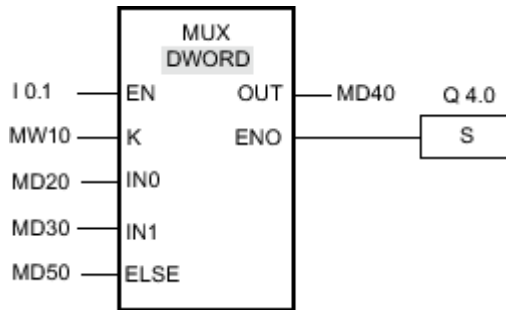 MUX
DWORD
I 0.1 EN OUT MD40 Q 4.0
MW10 K ENO S
MD20 IN0
MD30 IN1
MD50 ELSE